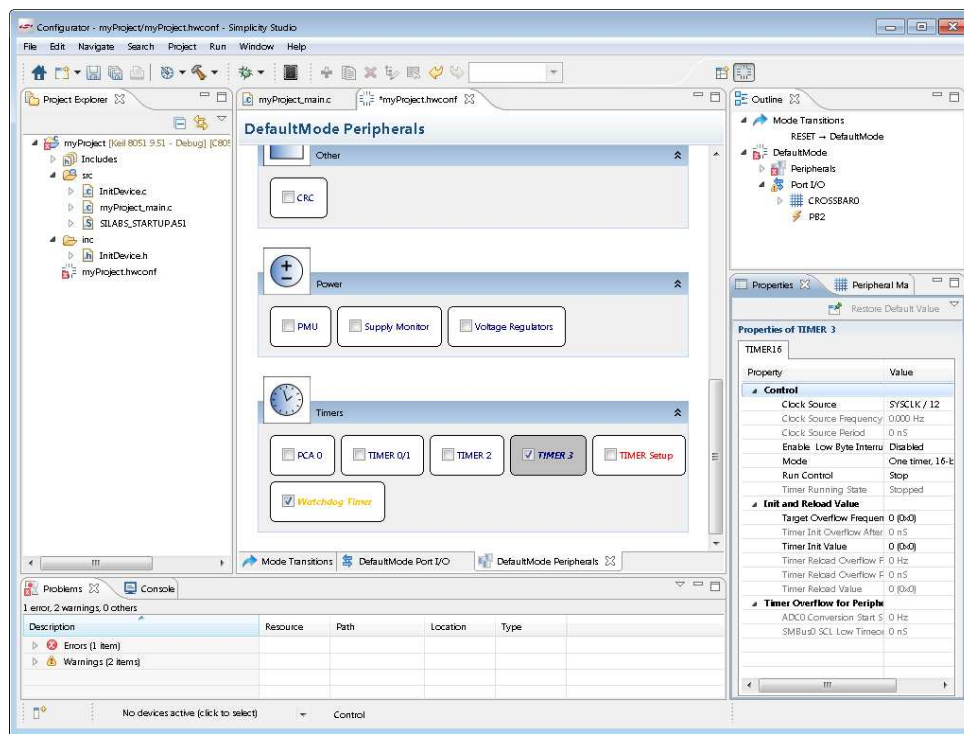 Configurator - myProject/myProject.hwconf - Simplicity Studio
File Edit Navigate Search Project Run Window Help
Project Explorer
myProject [Keil 8051 9.51 - Debug] [C805
Includes
src
InitDevice.c
myProject_main.c
SILABS_STARTUP.A51
inc
InitDevice.h
myProject.hwconf
myProject_main.c
*myProject.hwconf
DefaultMode Peripherals
Other
CRC
Power
PMU
Supply Monitor
Voltage Regulators
Timers
PCA 0
TIMER 0/1
TIMER 2
TIMER 3
TIMER Setup
Watchdog Timer
Mode Transitions
DefaultMode Port I/O
DefaultMode Peripherals
Outline
Mode Transitions
RESET → DefaultMode
DefaultMode
Peripherals
Port I/O
CROSSBAR0
PB2
Properties
Peripheral Ma
Restore Default Value
Properties of TIMER 3
TIMER16
Property Value
Control
Clock Source SYSCLK / 12
Clock Source Frequency 0.000 Hz
Clock Source Period 0 nS
Enable Low Byte Interru Disabled
Mode One timer, 16-b
Run Control Stop
Timer Running State Stopped
Init and Reload Value
Target Overflow Frequen 0 (0x0)
Timer Init Overflow After 0 nS
Timer Init Value 0 (0x0)
Timer Reload Overflow F 0 Hz
Timer Reload Overflow P 0 nS
Timer Reload Value 0 (0x0)
Timer Overflow for Periphe
ADC0 Conversion Start S 0 Hz
SMBus0 SCL Low Timeou 0 nS
Problems
Console
1 error, 2 warnings, 0 others
Description Resource Path Location Type
Errors (1 item)
Warnings (2 items)
No devices active (click to select)
Control